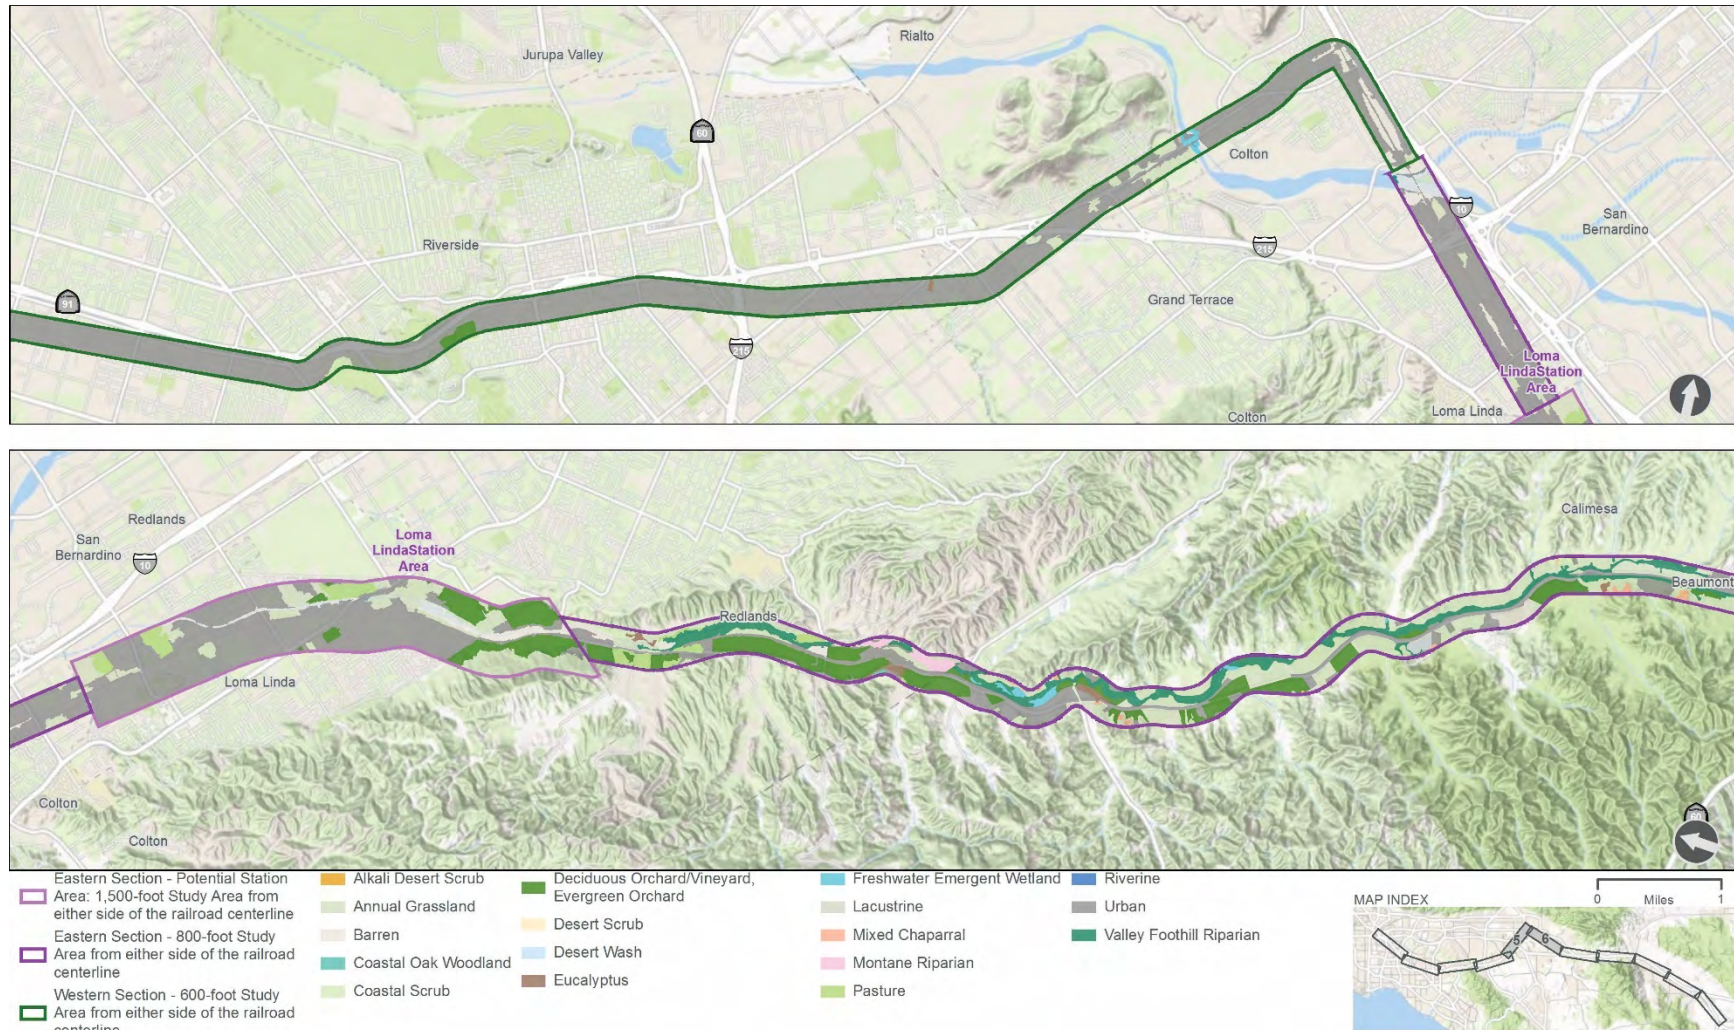 Rialto
Jurupa Valley
60
Colton
10
San
Bernardino
Riverside
215
Grand Terrace
91
215
Loma
LindaStation
Area
Colton
Loma Linda
Calimesa
Redlands
San
Bernardino
Loma
LindaStation
Area
10
Beaumont
Redlands
Loma Linda
Colton
60
Colton
Eastern Section - Potential Station
Area: 1,500-foot Study Area from
either side of the railroad centerline
Eastern Section - 800-foot Study
Area from either side of the railroad
centerline
Western Section - 600-foot Study
Area from either side of the railroad
centerline
Alkali Desert Scrub
Annual Grassland
Barren
Coastal Oak Woodland
Coastal Scrub
Deciduous Orchard/Vineyard,
Evergreen Orchard
Desert Scrub
Desert Wash
Eucalyptus
Freshwater Emergent Wetland
Lacustrine
Mixed Chaparral
Montane Riparian
Pasture
Riverine
Urban
Valley Foothill Riparian
MAP INDEX
0 Miles 1
5
6